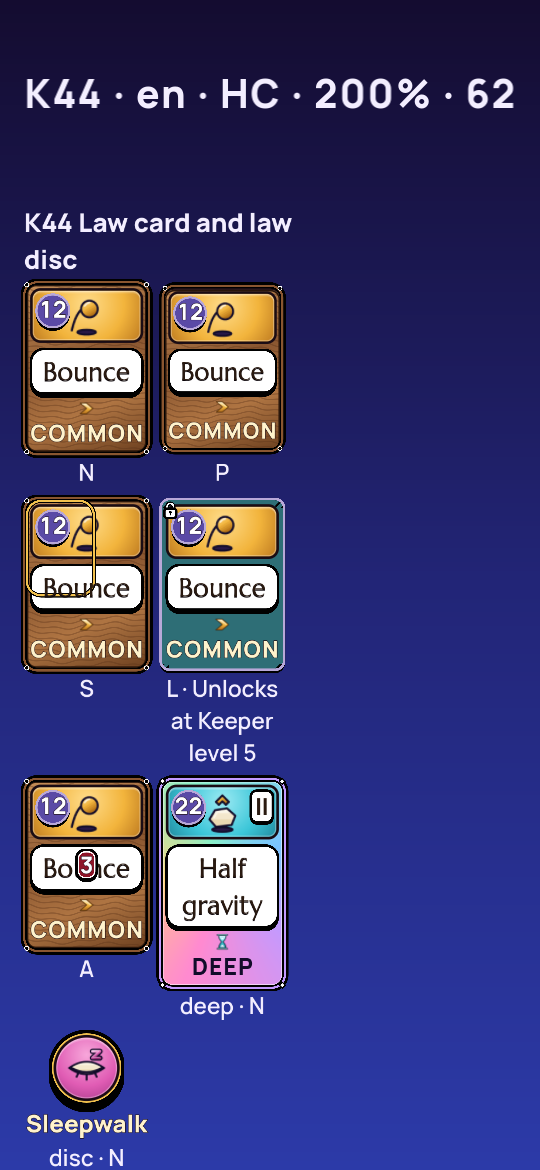 K44 · en · HC · 200% · 62
K44 Law card and law
disc
12
Bounce
COMMON
N
12
Bounce
COMMON
P
12
Bounce
COMMON
S
12
Bounce
COMMON
L · Unlocks
at Keeper
level 5
12
Bo3nce
COMMON
A
22
II
Half
gravity
DEEP
deep · N
z
Sleepwalk
disc · N